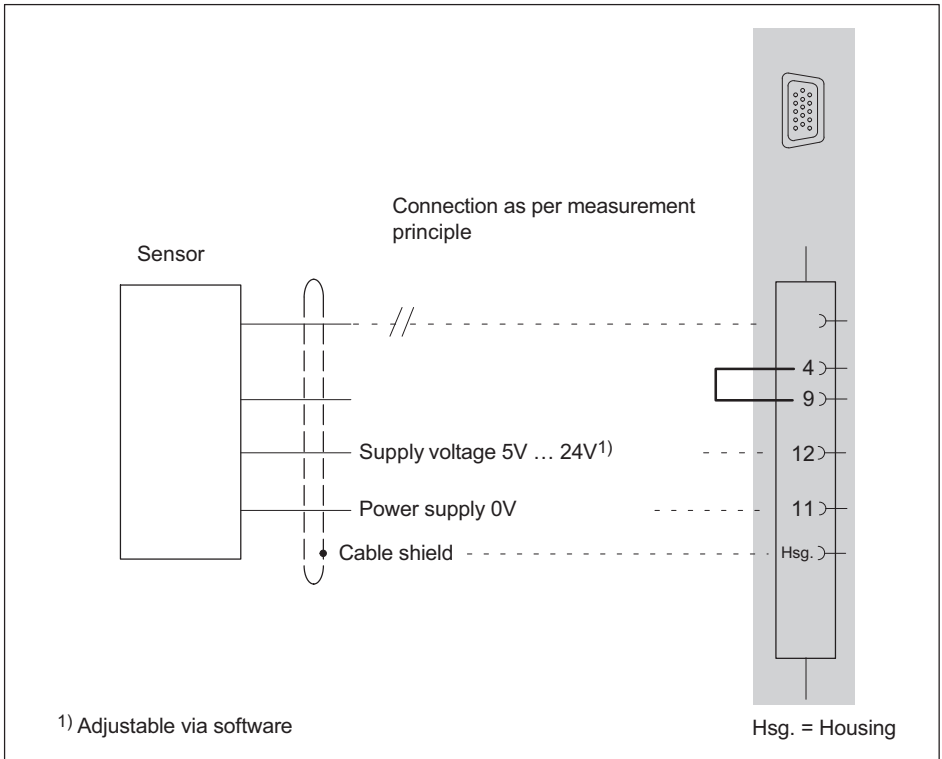 Connection as per measurement
principle
Sensor
4
9
Supply voltage 5V … 24V1)
12
Power supply 0V
11
Cable shield
Hsg.
1) Adjustable via software
Hsg. = Housing